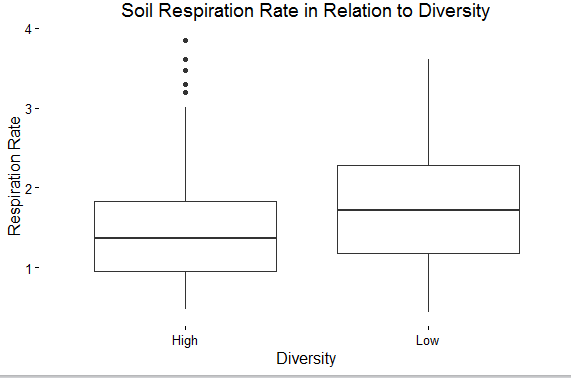 Soil Respiration Rate in Relation to Diversity
4
3
2
1
Respiration Rate
High Low
Diversity